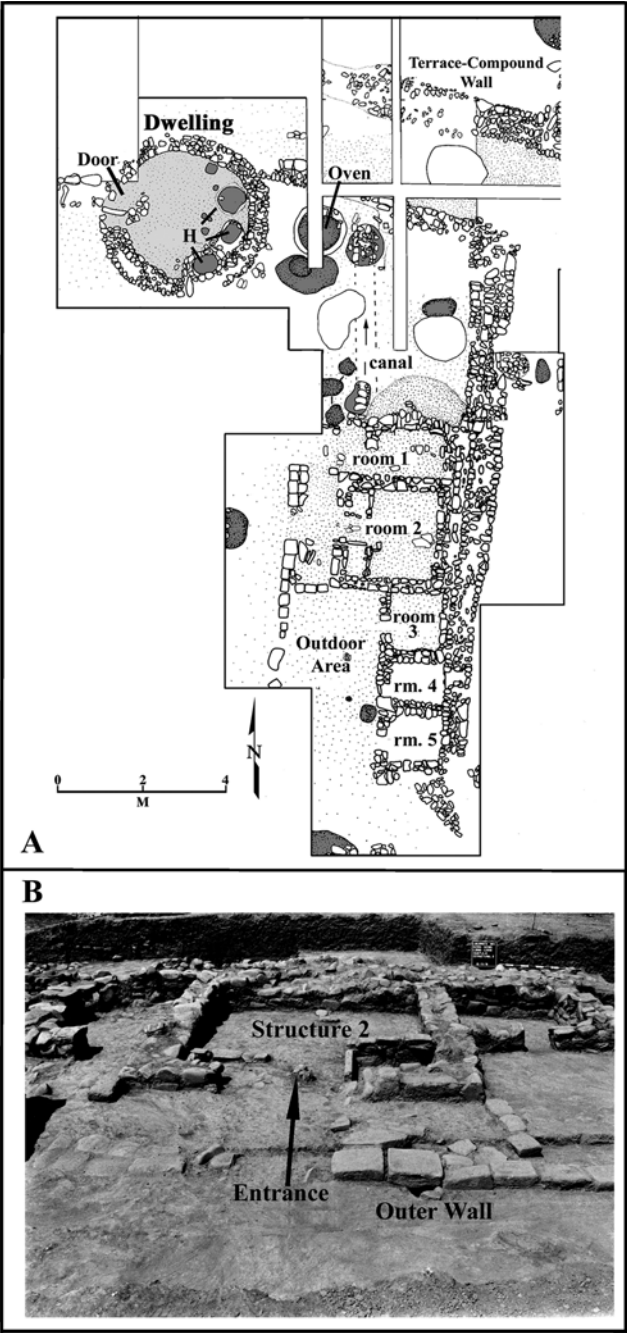 Terrace-Compound
Wall
Dwelling
Door
Oven
H
canal
room 1
room 2
room
3
Outdoor
Area
rm. 4
rm. 5
N
0 2 4
M
A
B
Structure 2
Entrance
Outer Wall